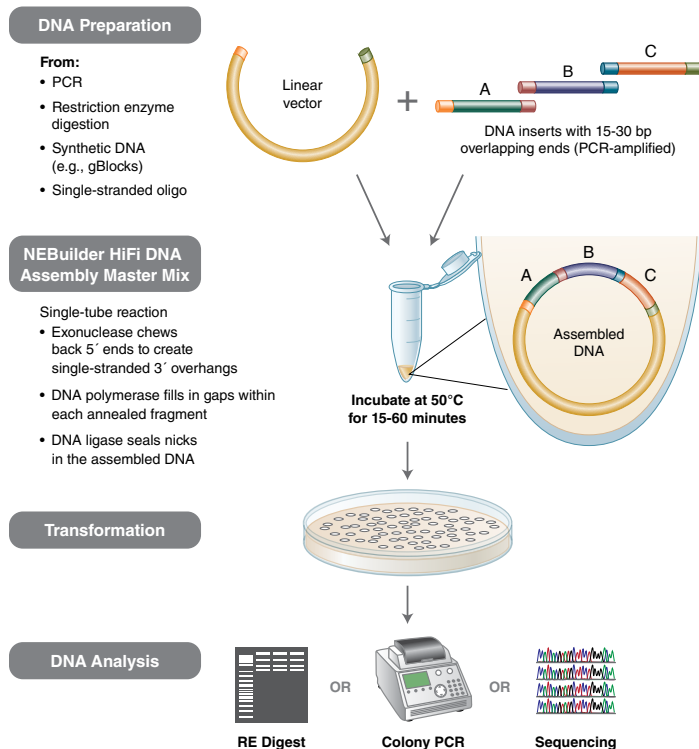 DNA Preparation
From:
• PCR
• Restriction enzyme
digestion
• Synthetic DNA
(e.g., gBlocks)
• Single-stranded oligo
Linear
vector
+
A
B
C
DNA inserts with 15-30 bp
overlapping ends (PCR-amplified)
NEBuilder HiFi DNA
Assembly Master Mix
Single-tube reaction
• Exonuclease chews
back 5´ ends to create
single-stranded 3´ overhangs
• DNA polymerase fills in gaps within
each annealed fragment
• DNA ligase seals nicks
in the assembled DNA
Incubate at 50°C
for 15-60 minutes
A
B
C
Assembled
DNA
Transformation
DNA Analysis
OR
OR
RE Digest
Colony PCR
Sequencing